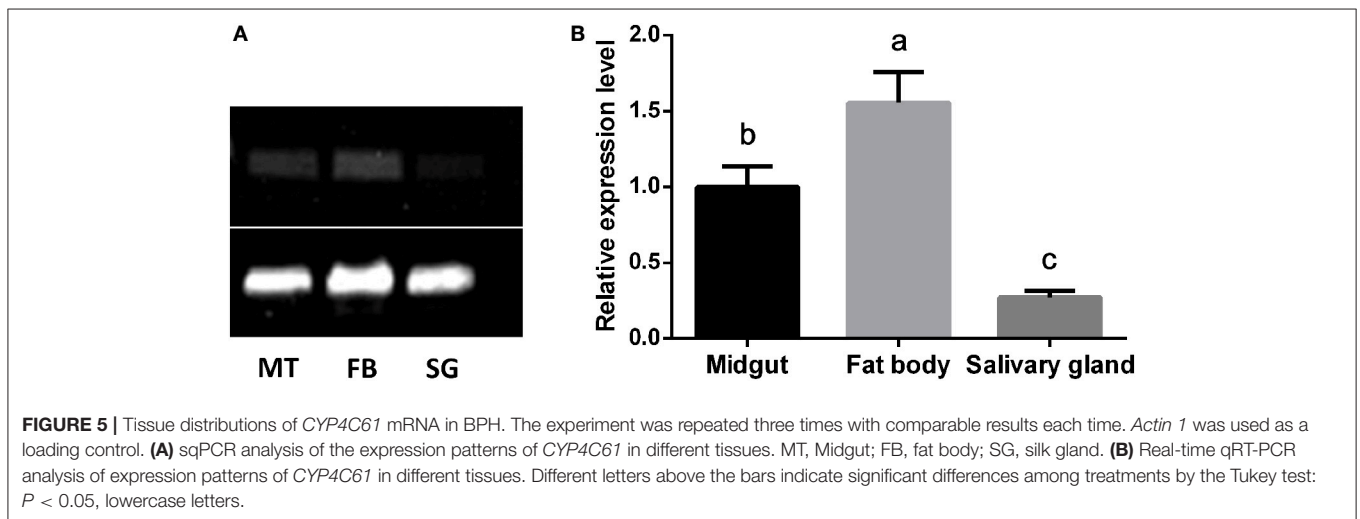 A
MT FB SG
B
Relative expression level
2.0
1.5
1.0
0.5
0.0
b
a
c
Midgut Fat body Salivary gland
FIGURE 5 | Tissue distributions of CYP4C61 mRNA in BPH. The experiment was repeated three times with comparable results each time. Actin 1 was used as a
loading control. (A) sqPCR analysis of the expression patterns of CYP4C61 in different tissues. MT, Midgut; FB, fat body; SG, silk gland. (B) Real-time qRT-PCR
analysis of expression patterns of CYP4C61 in different tissues. Different letters above the bars indicate significant differences among treatments by the Tukey test:
P < 0.05, lowercase letters.